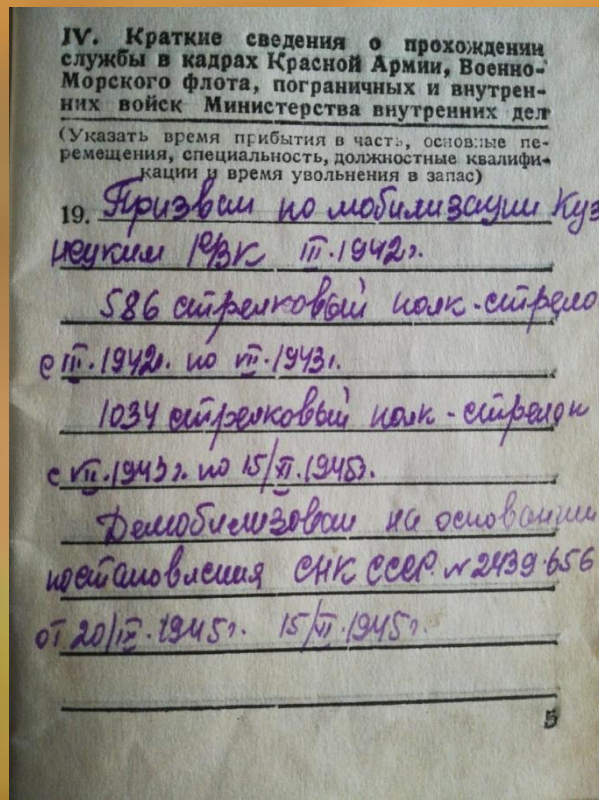 IV. Краткие сведения о прохождении
службы в кадрах Красной Армии, Военно-
Морского флота, пограничных и внутрен-
них войск Министерства внутренних дел
(Указать время прибытия в часть, основные пе-
ремещения, специальность, должностные квалифи-
кации и время увольнения в запас)
19. Призван по мобилизации Куз
нецким РВК III.1942г.
586 стрелковый полк - стрело
с III.1942г. по VII.1943г.
1034 стрелковый полк - стрелок
с VII.1943г. по 15/XI.1945г.
Демобилизован на основании
постановления СНК СССР. № 2439-656
от 20/IX.1945г. 15/XI.1945г.
5